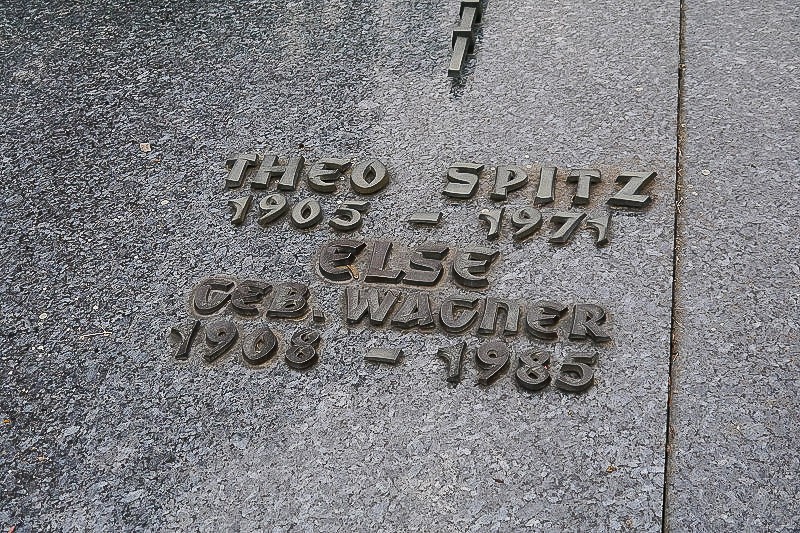 THEO SPITZ
1905 – 1971
ELSE
GEB. WAGNER
1908 – 1985